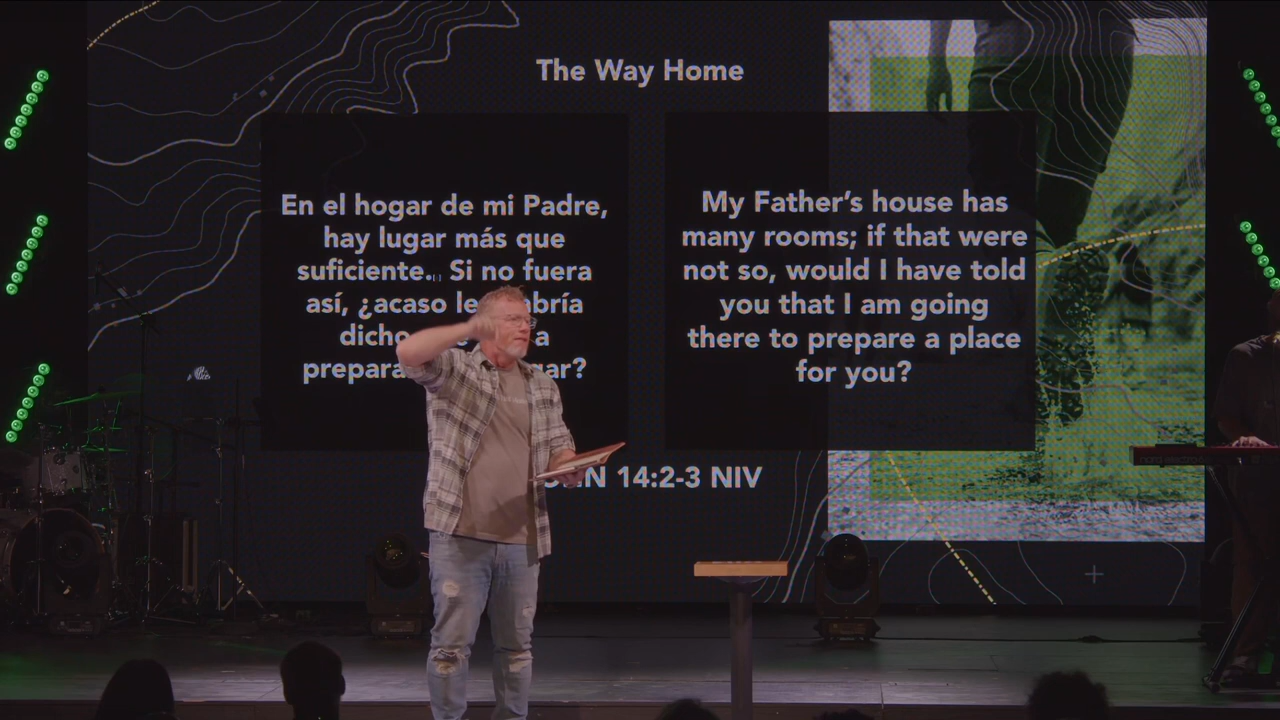 The Way Home
En el hogar de mi Padre,
hay lugar más que
suficiente. Si no fuera
así, ¿acaso
dicho a
My Father's house has
many rooms; if that were
not so, would I have told
you that I am going
there to prepare a place
for you?
14:2-3 NIV
nord electro